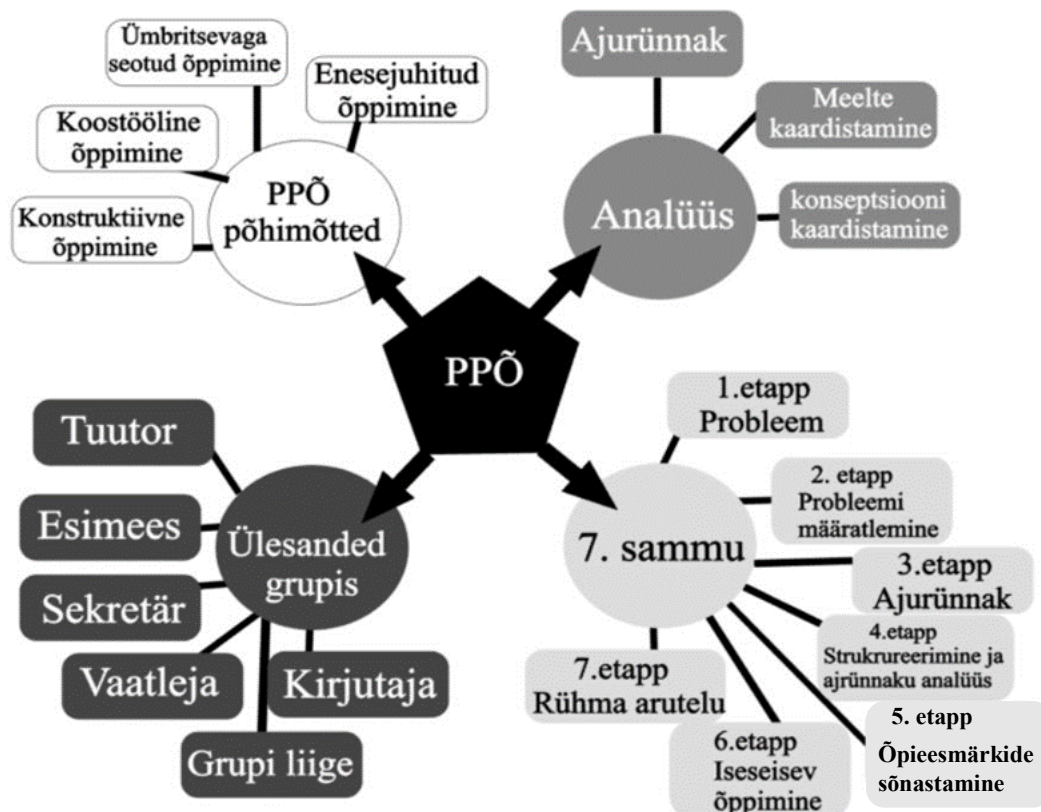 Ümbritsevaga
seotud õppimine
Enesejuhitud
õppimine
Koostööline
õppimine
Konstruktiivne
õppimine
PPÕ
põhimõtted
Ajurünnak
Meelte
kaardistamine
konseptsiooni
kaardistamine
Analüüs
PPÕ
Tuutor
Esimees
Sekretär
Vaatleja
Kirjutaja
Grupi liige
Ülesanded
grupis
7. sammu
1.etapp
Probleem
2. etapp
Probleemi
määratlemine
3.etapp
Ajurünnak
4.etapp
Strukrureerimine ja
ajrünnaku analüüs
5. etapp
Õpieesmärkide
sõnastamine
6.etapp
Iseseisev
õppimine
7.etapp
Rühma arutelu